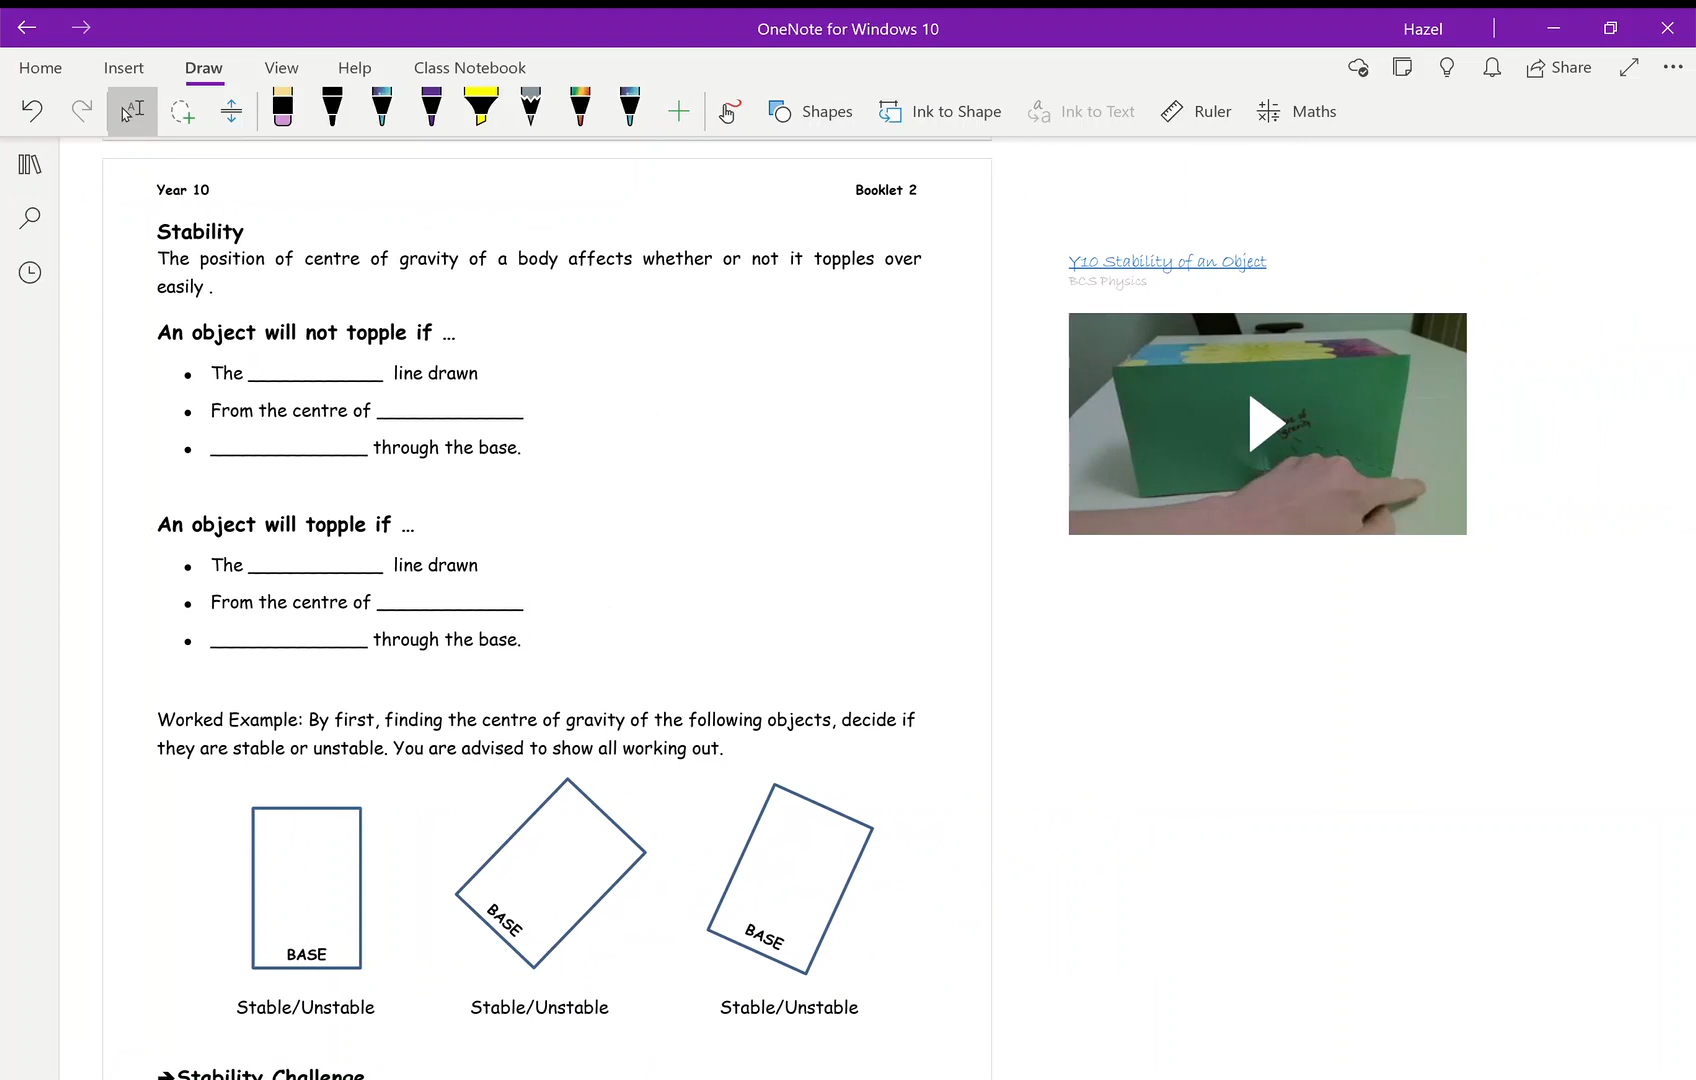 OneNote for Windows 10
Hazel
Home Insert Draw View Help Class Notebook
Share
Shapes Ink to Shape Ink to Text Ruler Maths
Year 10 Booklet 2
Stability
The position of centre of gravity of a body affects whether or not it topples over
easily .
Y10 Stability of an Object
BCS Physics
An object will not topple if ...
• The ____________ line drawn
• From the centre of _____________
• ______________ through the base.
gravity
An object will topple if ...
• The ____________ line drawn
• From the centre of _____________
• ______________ through the base.
Worked Example: By first, finding the centre of gravity of the following objects, decide if
they are stable or unstable. You are advised to show all working out.
BASE BASE BASE
Stable/Unstable Stable/Unstable Stable/Unstable
➔Stability Challenge